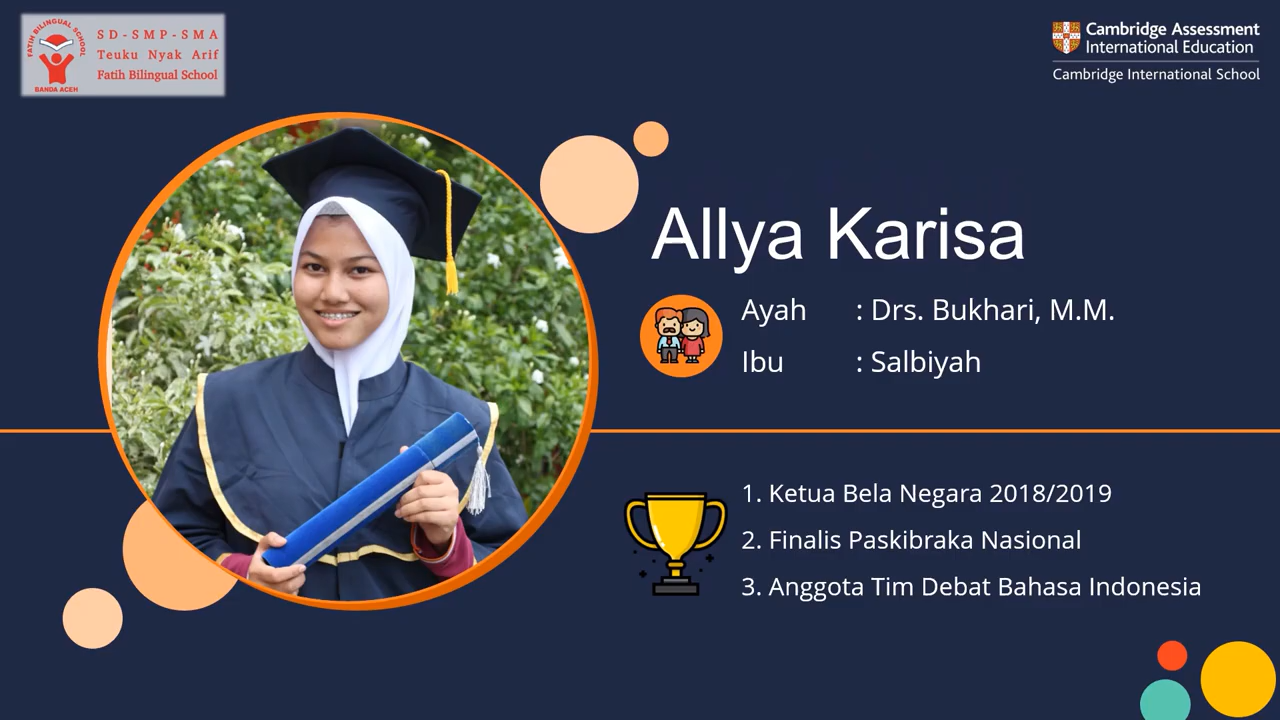 FATIH BILINGUAL SCHOOL
BANDA ACEH
SD-SMP-SMA
Teuku Nyak Arif
Fatih Bilingual School
Cambridge Assessment
International Education
Cambridge International School
Allya Karisa
Ayah : Drs. Bukhari, M.M.
Ibu : Salbiyah
1. Ketua Bela Negara 2018/2019
2. Finalis Paskibraka Nasional
3. Anggota Tim Debat Bahasa Indonesia